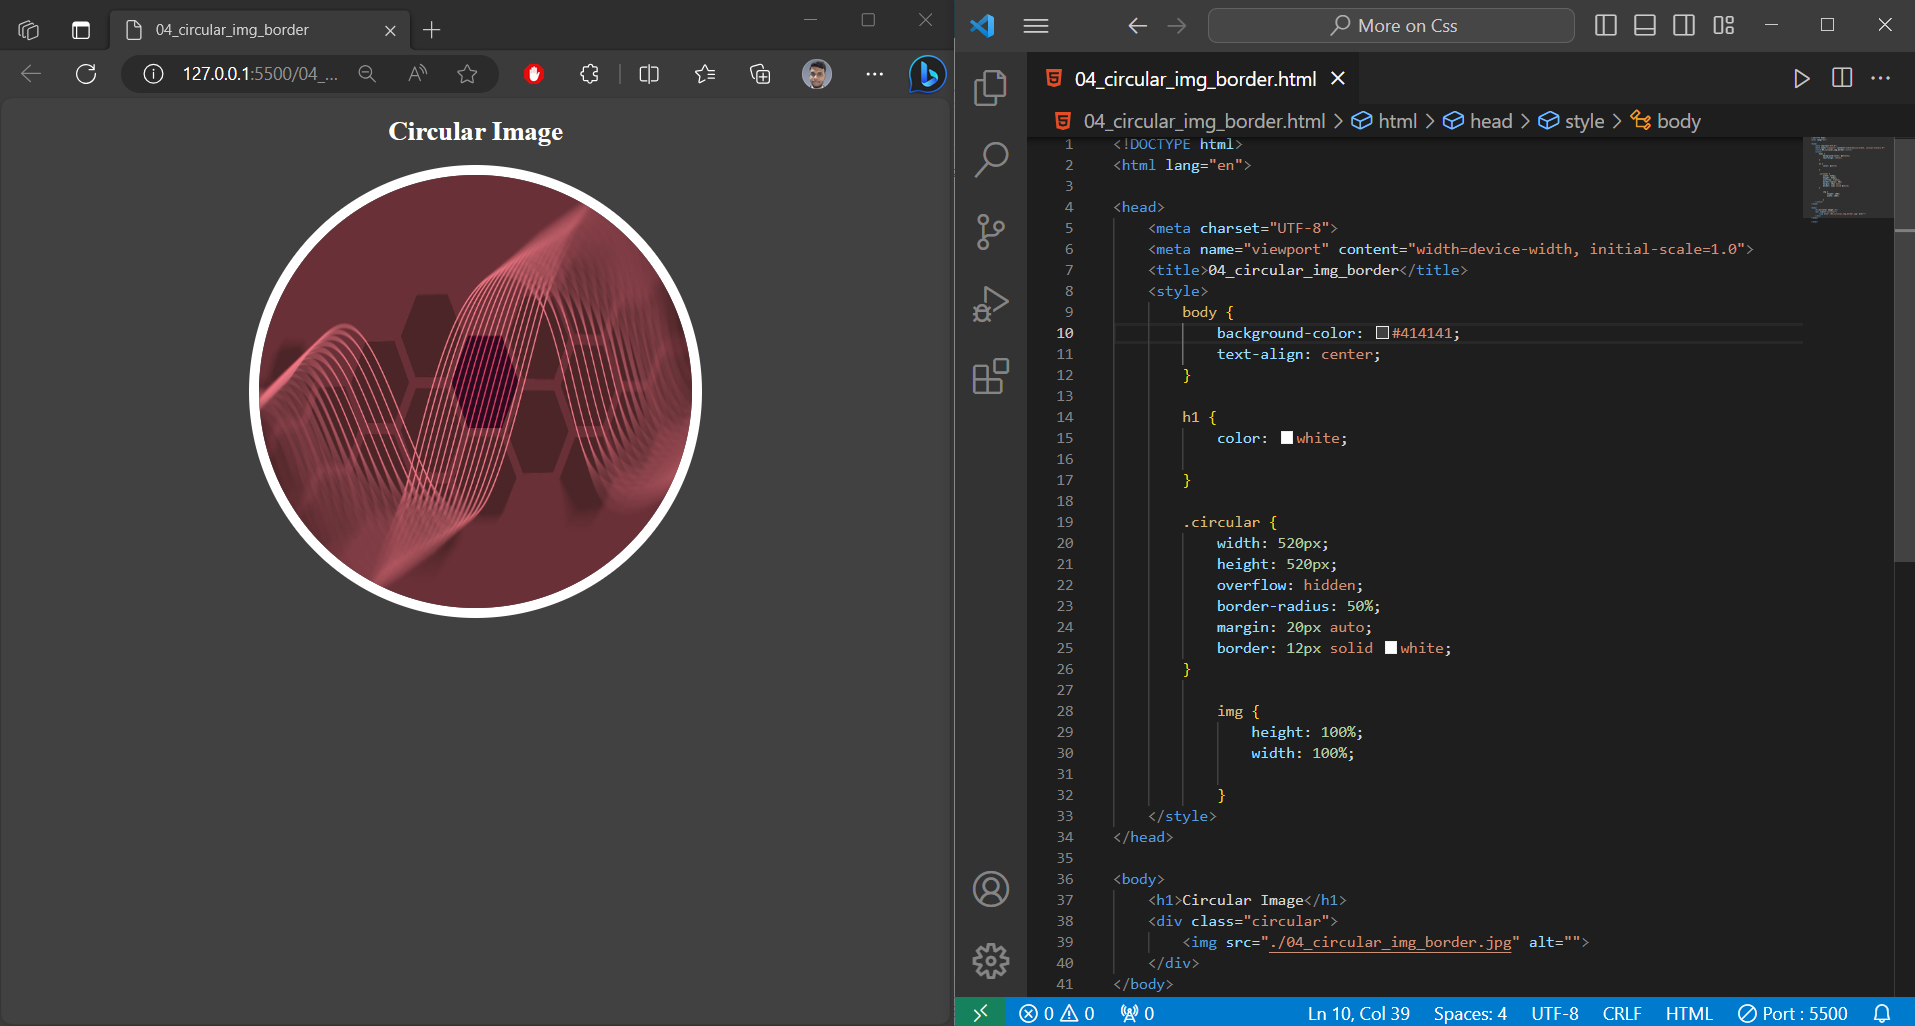 04_circular_img_border
127.0.0.1:5500/04_...
Circular Image
More on Css
04_circular_img_border.html
04_circular_img_border.html > html > head > style > body
1 <!DOCTYPE html>
2 <html lang="en">
3
4 <head>
5 <meta charset="UTF-8">
6 <meta name="viewport" content="width=device-width, initial-scale=1.0">
7 <title>04_circular_img_border</title>
8 <style>
9 body {
10 background-color: #414141;
11 text-align: center;
12 }
13
14 h1 {
15 color: white;
16
17 }
18
19 .circular {
20 width: 520px;
21 height: 520px;
22 overflow: hidden;
23 border-radius: 50%;
24 margin: 20px auto;
25 border: 12px solid white;
26 }
27
28 img {
29 height: 100%;
30 width: 100%;
31
32 }
33 </style>
34 </head>
35
36 <body>
37 <h1>Circular Image</h1>
38 <div class="circular">
39 <img src="./04_circular_img_border.jpg" alt="">
40 </div>
41 </body>
0 0 0 Ln 10, Col 39 Spaces: 4 UTF-8 CRLF HTML Port : 5500